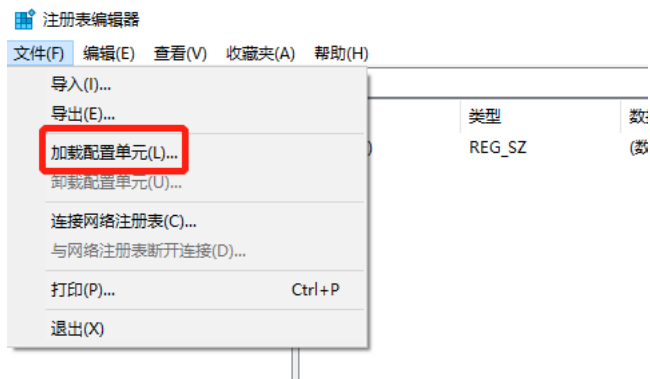 注册表编辑器
文件(F) 编辑(E) 查看(V) 收藏夹(A) 帮助(H)
导入(I)...
导出(E)...
类型
REG_SZ
加载配置单元(L)...
卸载配置单元(U)...
连接网络注册表(C)...
与网络注册表断开连接(D)...
打印(P)... Ctrl+P
退出(X)